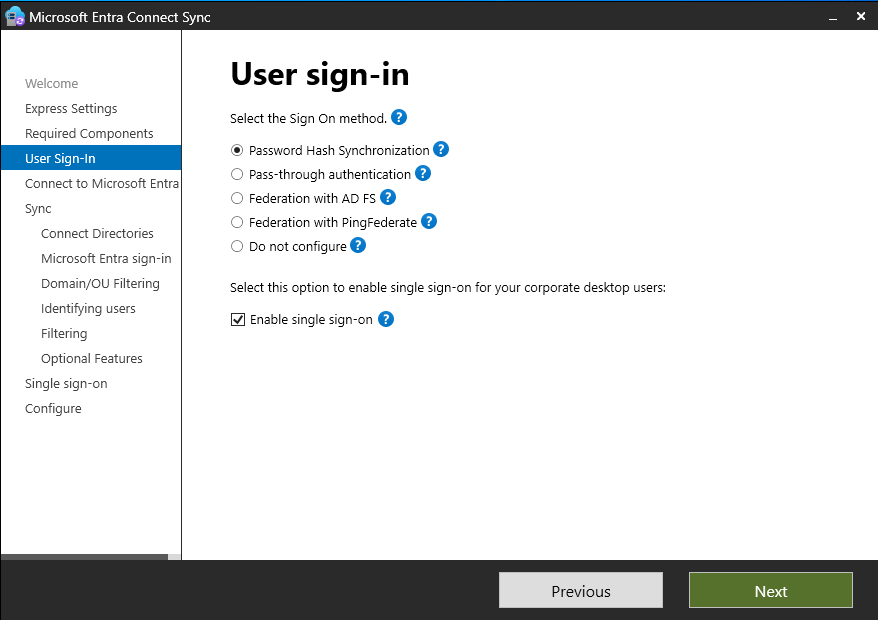 Microsoft Entra Connect Sync
Welcome
Express Settings
Required Components
User Sign-In
Connect to Microsoft Entra
Sync
Connect Directories
Microsoft Entra sign-in
Domain/OU Filtering
Identifying users
Filtering
Optional Features
Single sign-on
Configure
User sign-in
Select the Sign On method. ?
Password Hash Synchronization ?
Pass-through authentication ?
Federation with AD FS ?
Federation with PingFederate ?
Do not configure ?
Select this option to enable single sign-on for your corporate desktop users:
Enable single sign-on ?
Previous
Next